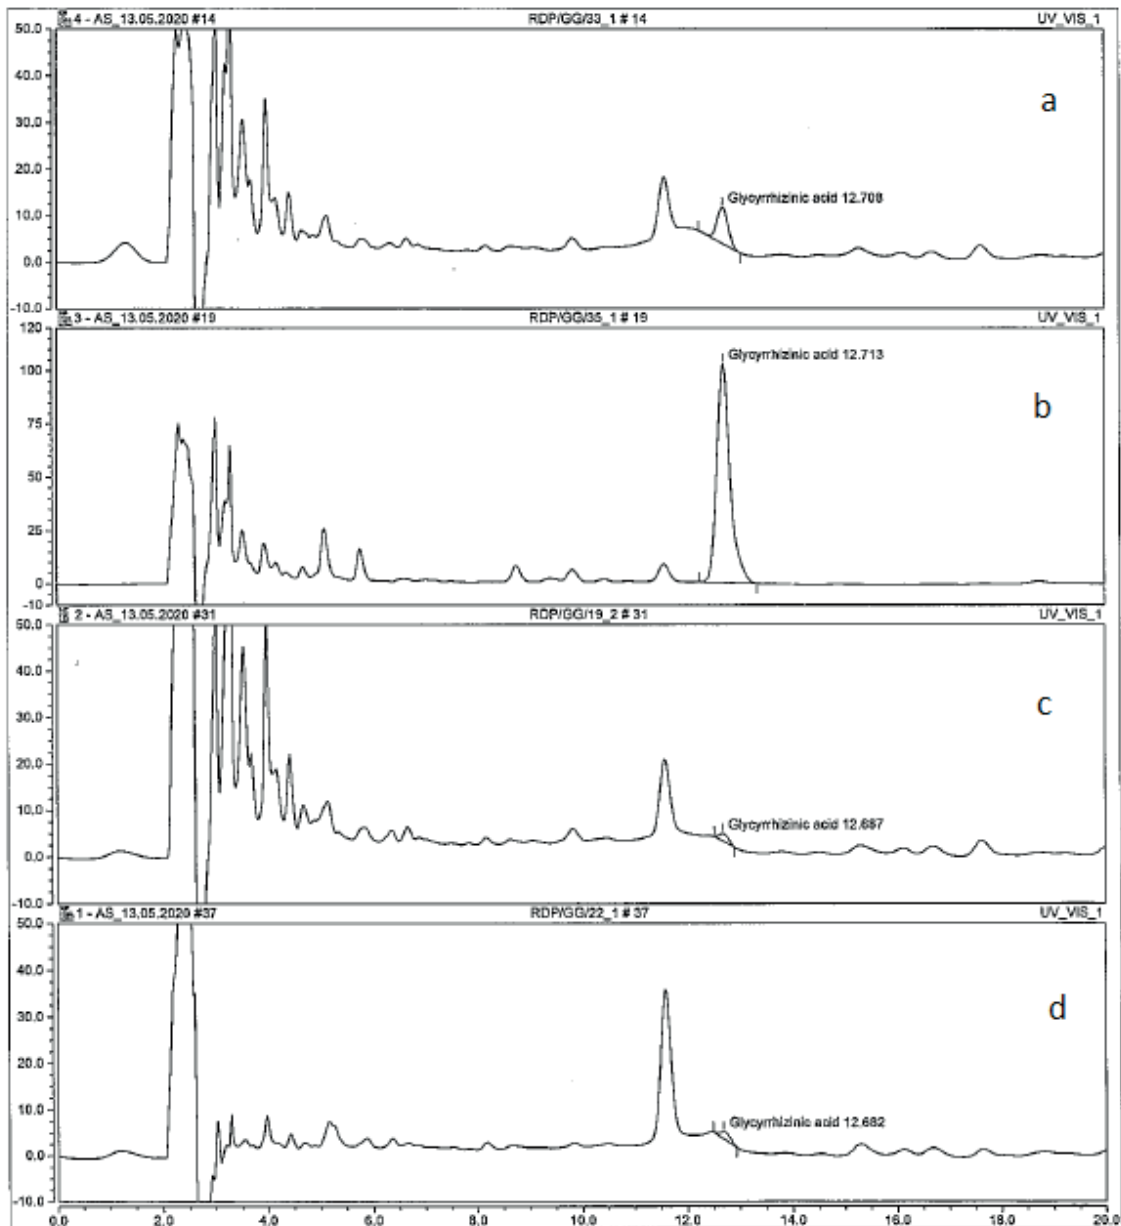 4 - AS_13.05.2020 #14 RDP/GG/33_1 # 14 UV_VIS_1
50.0
40.0
30.0
20.0
10.0
0.0
-10.0
a
Glycyrrhizinic acid 12.708
3 - AS_13.05.2020 #19 RDP/GG/35_1 # 19 UV_VIS_1
120
100
75
50
25
0
-10
Glycyrrhizinic acid 12.713
b
2 - AS_13.05.2020 #31 RDP/GG/19_2 # 31 UV_VIS_1
50.0
40.0
30.0
20.0
10.0
0.0
-10.0
c
Glycyrrhizinic acid 12.687
1 - AS_13.05.2020 #37 RDP/GG/22_1 # 37 UV_VIS_1
50.0
40.0
30.0
20.0
10.0
0.0
-10.0
d
Glycyrrhizinic acid 12.682
0.0 2.0 4.0 6.0 8.0 10.0 12.0 14.0 16.0 18.0 20.0